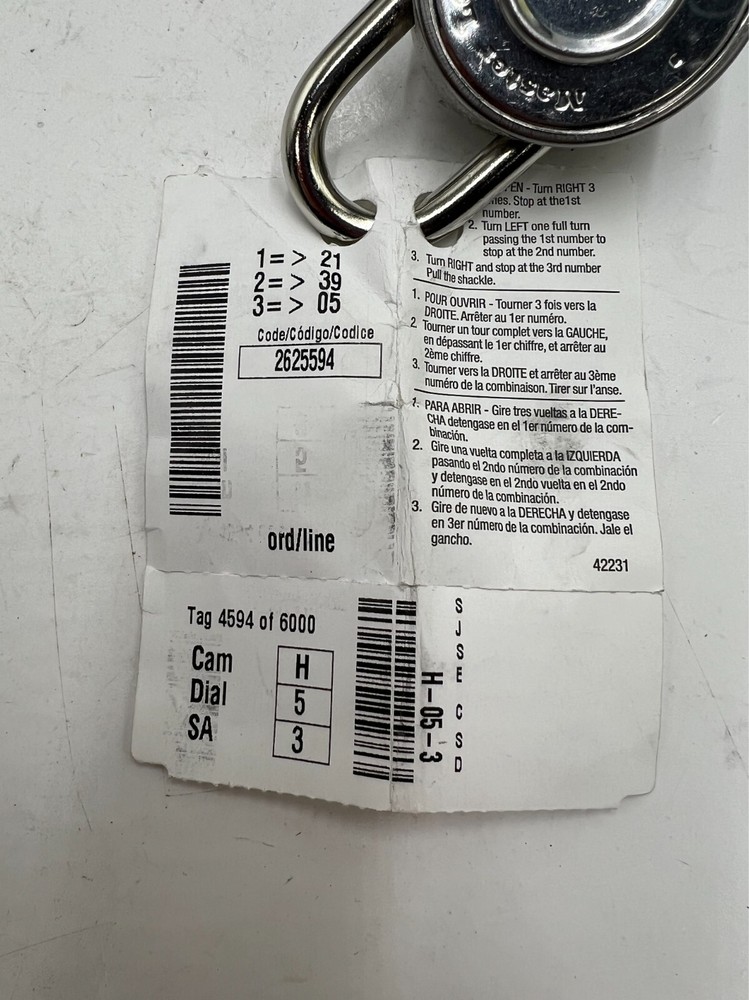 Master L
1=> 21
2=> 39
3=> 05
Code/Código/Codice
2625594
ord/line
EN - Turn RIGHT 3
Stop at the1st
number.
2. Turn LEFT one full turn
passing the 1st number to
stop at the 2nd number.
3. Turn RIGHT and stop at the 3rd number
Pull the shackle.
1. POUR OUVRIR - Tourner 3 fois vers la
DROITE. Arrêter au 1er numéro.
2 Tourner un tour complet vers la GAUCHE,
en dépassant le 1er chiffre, et arrêter au
2ème chiffre.
3. Tourner vers la DROITE et arrêter au 3ème
numéro de la combinaison. Tirer sur l'anse.
1. PARA ABRIR - Gire tres vueltas a la DERE-
CHA detengase en el 1er número de la com-
binación.
2. Gire una vuelta completa a la IZQUIERDA
pasando el 2ndo número de la combinación
y detengase en el 2ndo vuelta en el 2ndo
número de la combinación.
3. Gire de nuevo a la DERECHA y detengase
en 3er número de la combinación. Jale el
gancho.
42231
Tag 4594 of 6000
Cam H
Dial 5
SA 3
H-05-3
SJSE CSD